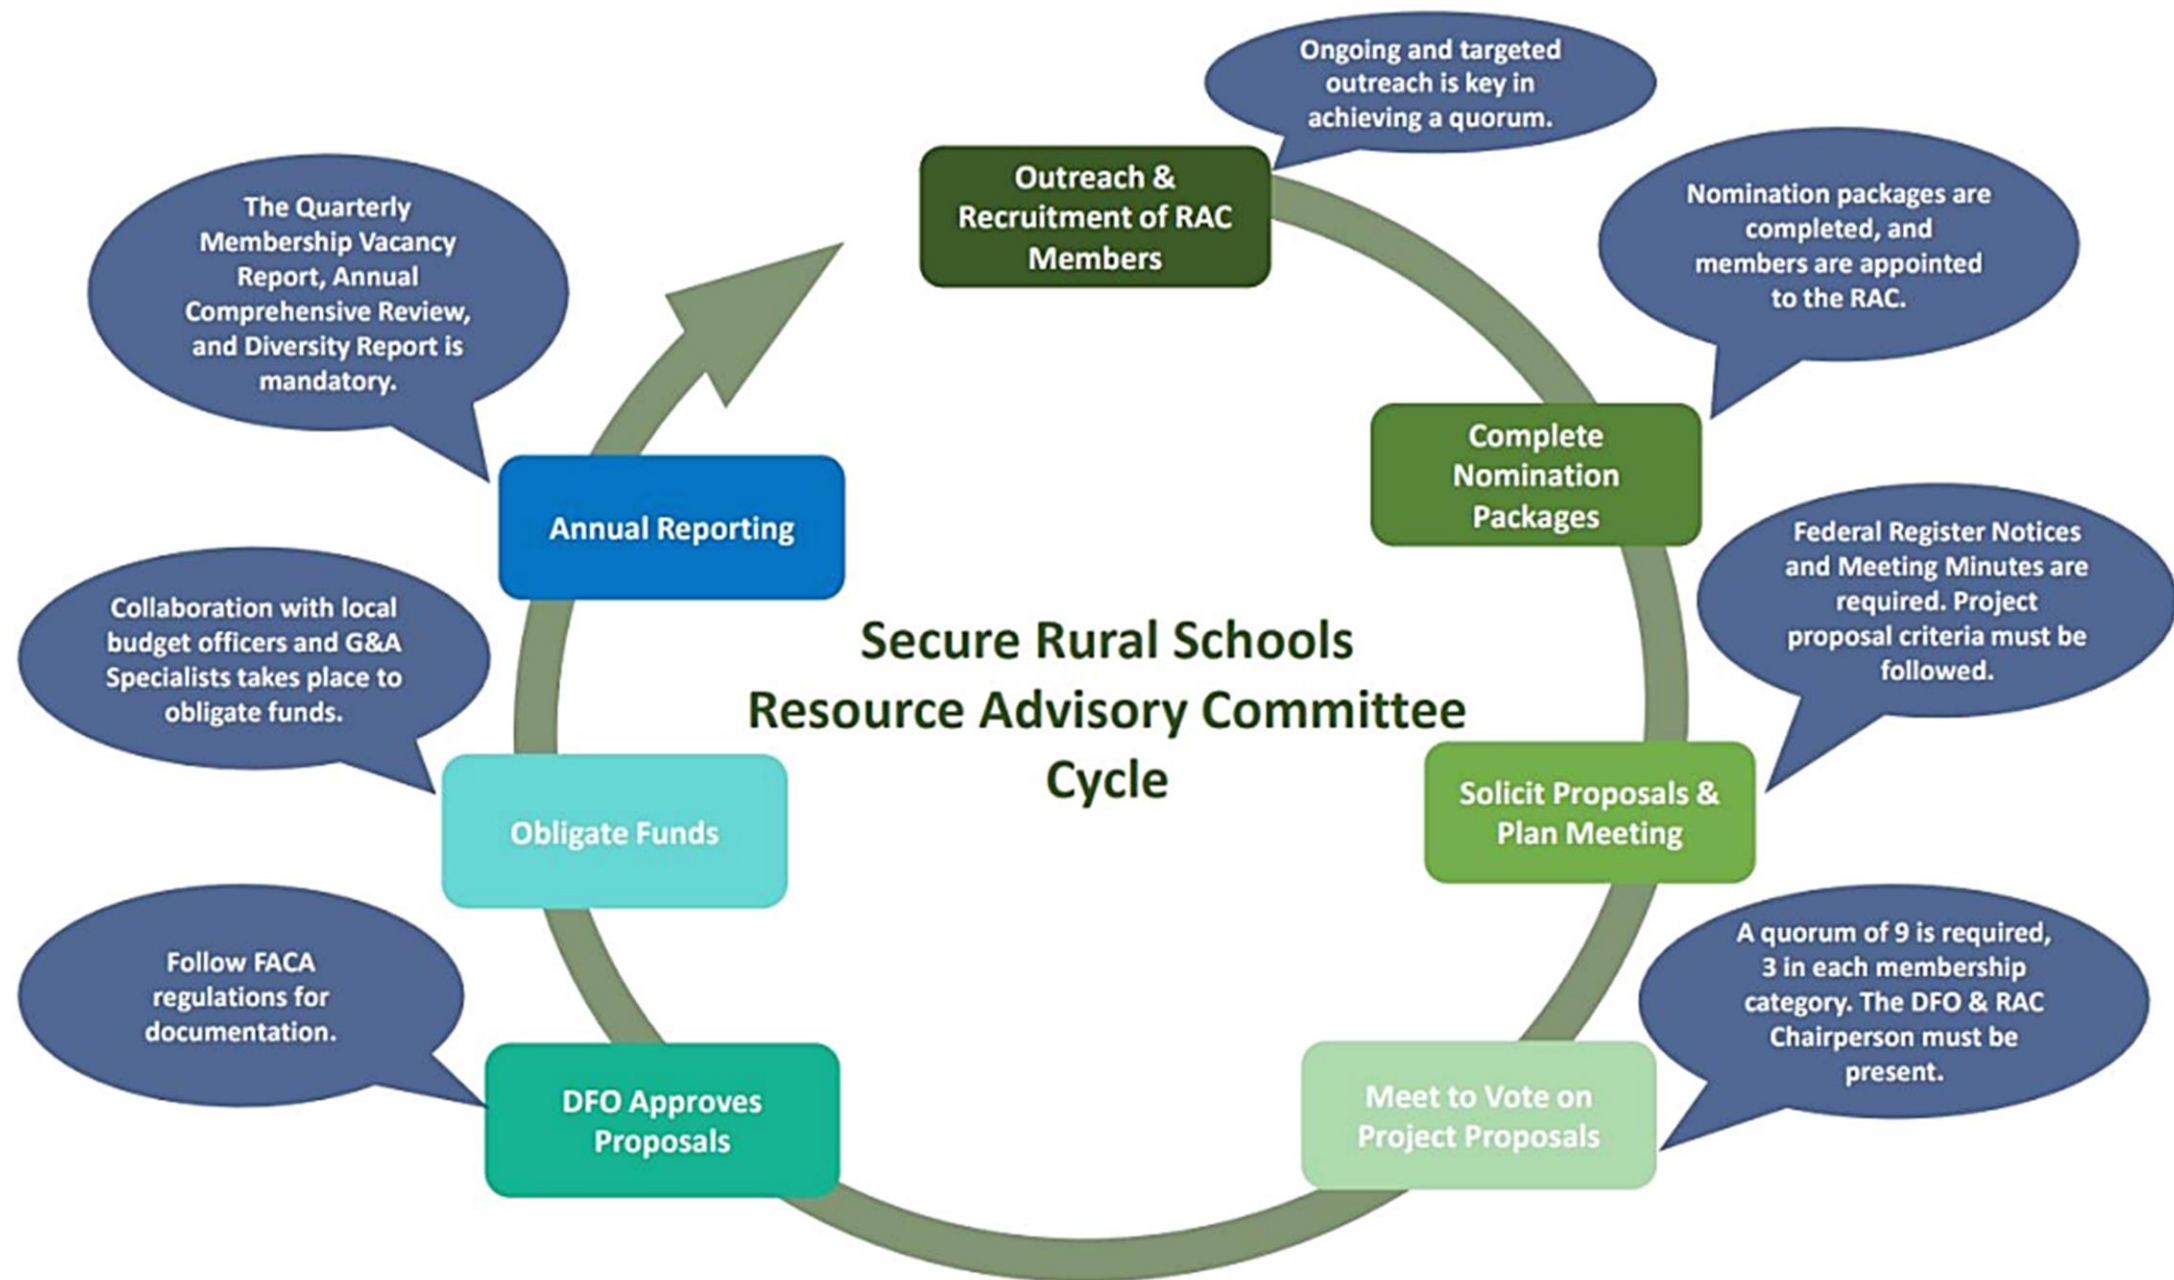 Ongoing and targeted
outreach is key in
achieving a quorum.
Outreach &
Recruitment of RAC
Members
Nomination packages are
completed, and
members are appointed
to the RAC.
Complete
Nomination
Packages
Federal Register Notices
and Meeting Minutes are
required. Project
proposal criteria must be
followed.
Solicit Proposals &
Plan Meeting
A quorum of 9 is required,
3 in each membership
category. The DFO & RAC
Chairperson must be
present.
Meet to Vote on
Project Proposals
Follow FACA
regulations for
documentation.
DFO Approves
Proposals
Collaboration with local
budget officers and G&A
Specialists takes place to
obligate funds.
Obligate Funds
The Quarterly
Membership Vacancy
Report, Annual
Comprehensive Review,
and Diversity Report is
mandatory.
Annual Reporting
Secure Rural Schools
Resource Advisory Committee
Cycle